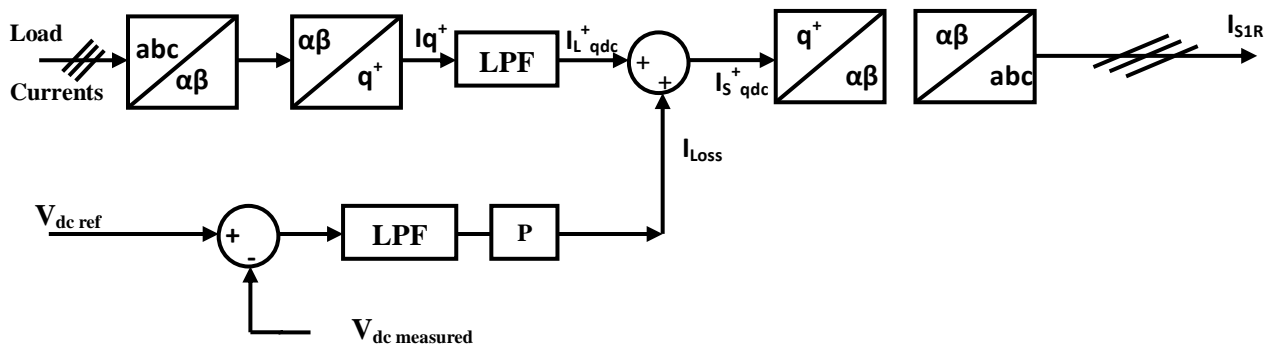 Load
Currents
abc
αβ
αβ
q+
Iq+
LPF
IL+qdc
+
+
IS+qdc
q+
αβ
αβ
abc
IS1R
ILoss
Vdc ref
+
-
LPF
P
Vdc measured